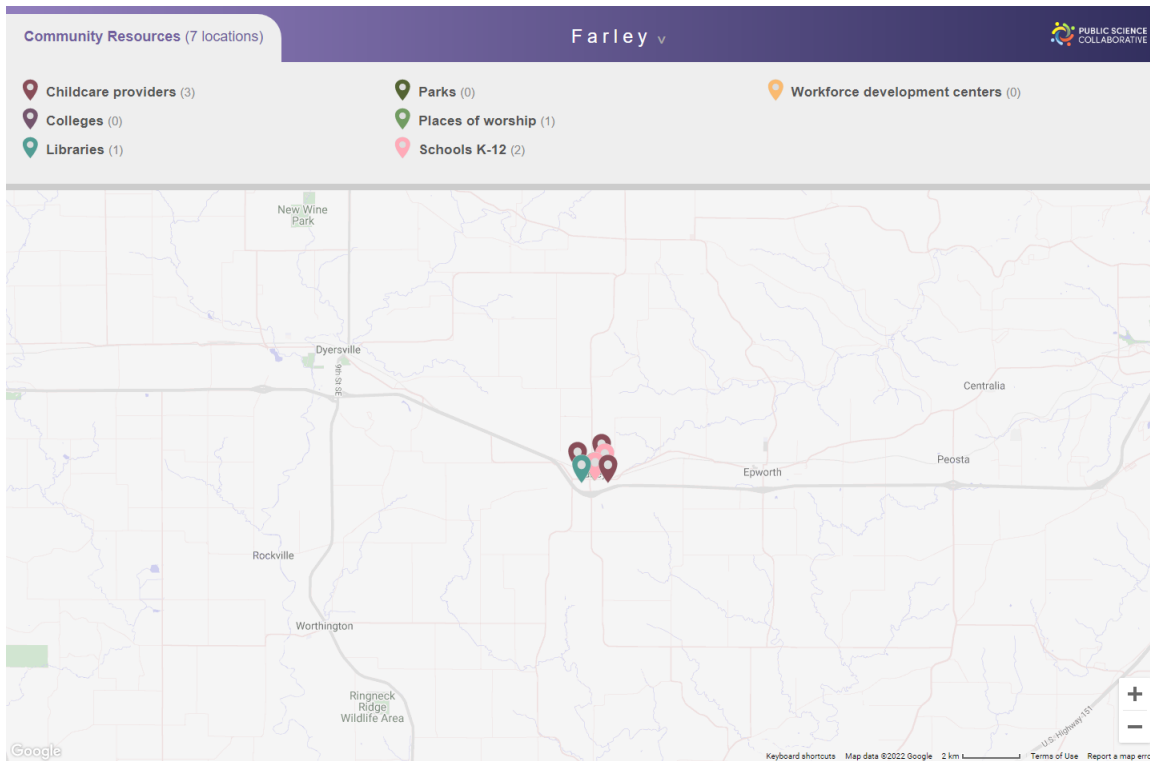 Community Resources (7 locations)
Farley v
PUBLIC SCIENCE
COLLABORATIVE
Childcare providers (3)
Colleges (0)
Libraries (1)
Parks (0)
Places of worship (1)
Schools K-12 (2)
Workforce development centers (0)
New Wine
Park
Dyersville
9th St SE
Centralia
Peosta
Epworth
Rockville
Worthington
Ringneck
Ridge
Wildlife Area
U.S. Highway 151
+
−
Google
Keyboard shortcuts
Map data ©2022 Google
2 km
Terms of Use
Report a map erro